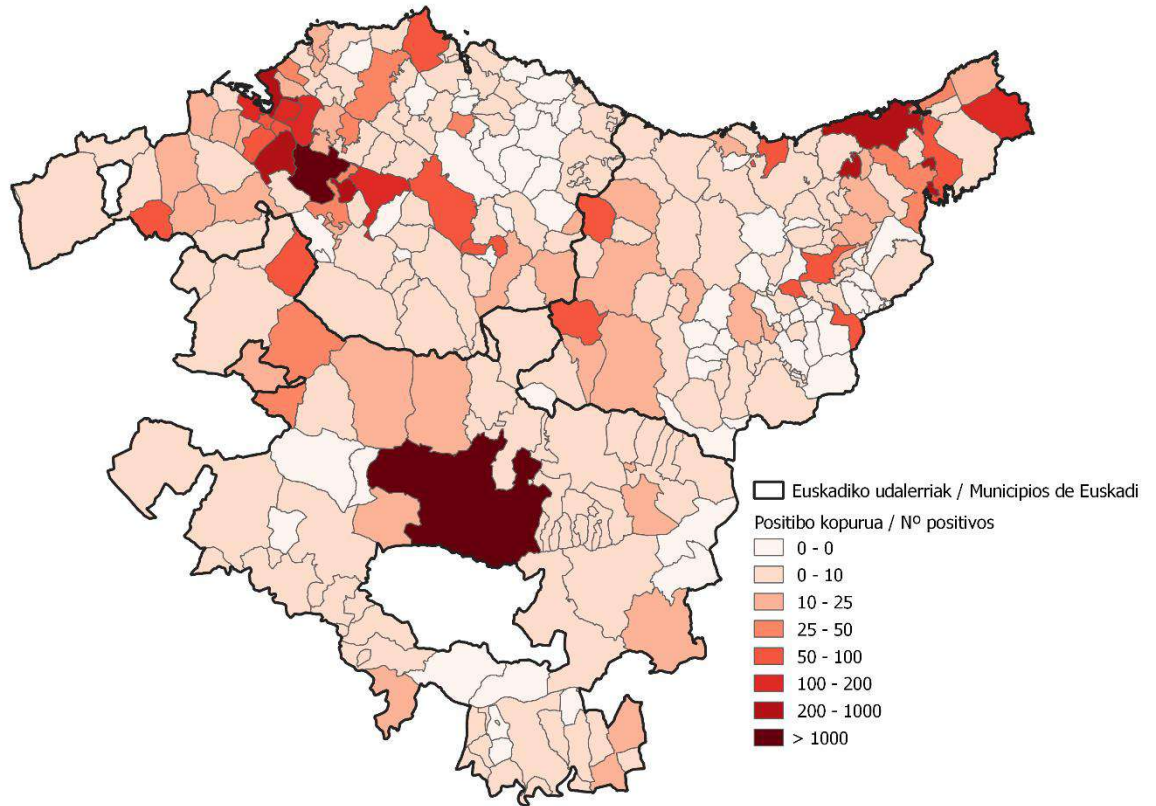 Euskadiko udalerriak / Municipios de Euskadi
Positibo kopurua / Nº positivos
0 - 0
0 - 10
10 - 25
25 - 50
50 - 100
100 - 200
200 - 1000
> 1000